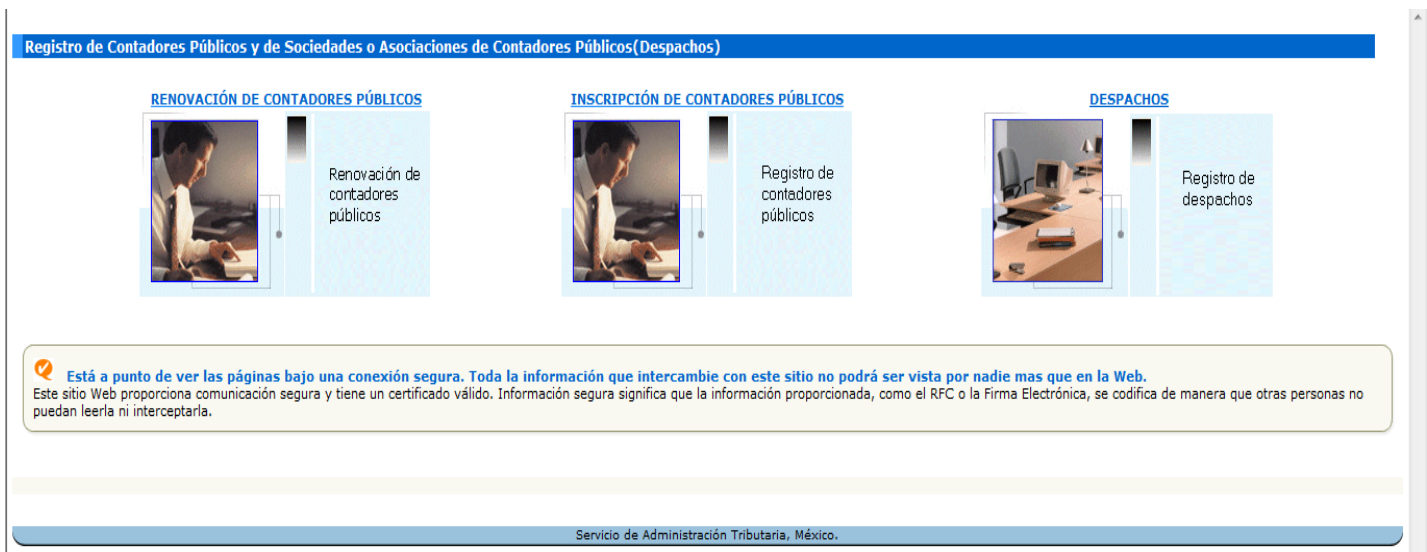 Registro de Contadores Públicos y de Sociedades o Asociaciones de Contadores Públicos(Despachos)
RENOVACIÓN DE CONTADORES PÚBLICOS
Renovación de
contadores
públicos
INSCRIPCIÓN DE CONTADORES PÚBLICOS
Registro de
contadores
públicos
DESPACHOS
Registro de
despachos
Está a punto de ver las páginas bajo una conexión segura. Toda la información que intercambie con este sitio no podrá ser vista por nadie mas que en la Web.
Este sitio Web proporciona comunicación segura y tiene un certificado válido. Información segura significa que la información proporcionada, como el RFC o la Firma Electrónica, se codifica de manera que otras personas no
puedan leerla ni interceptarla.
Servicio de Administración Tributaria, México.